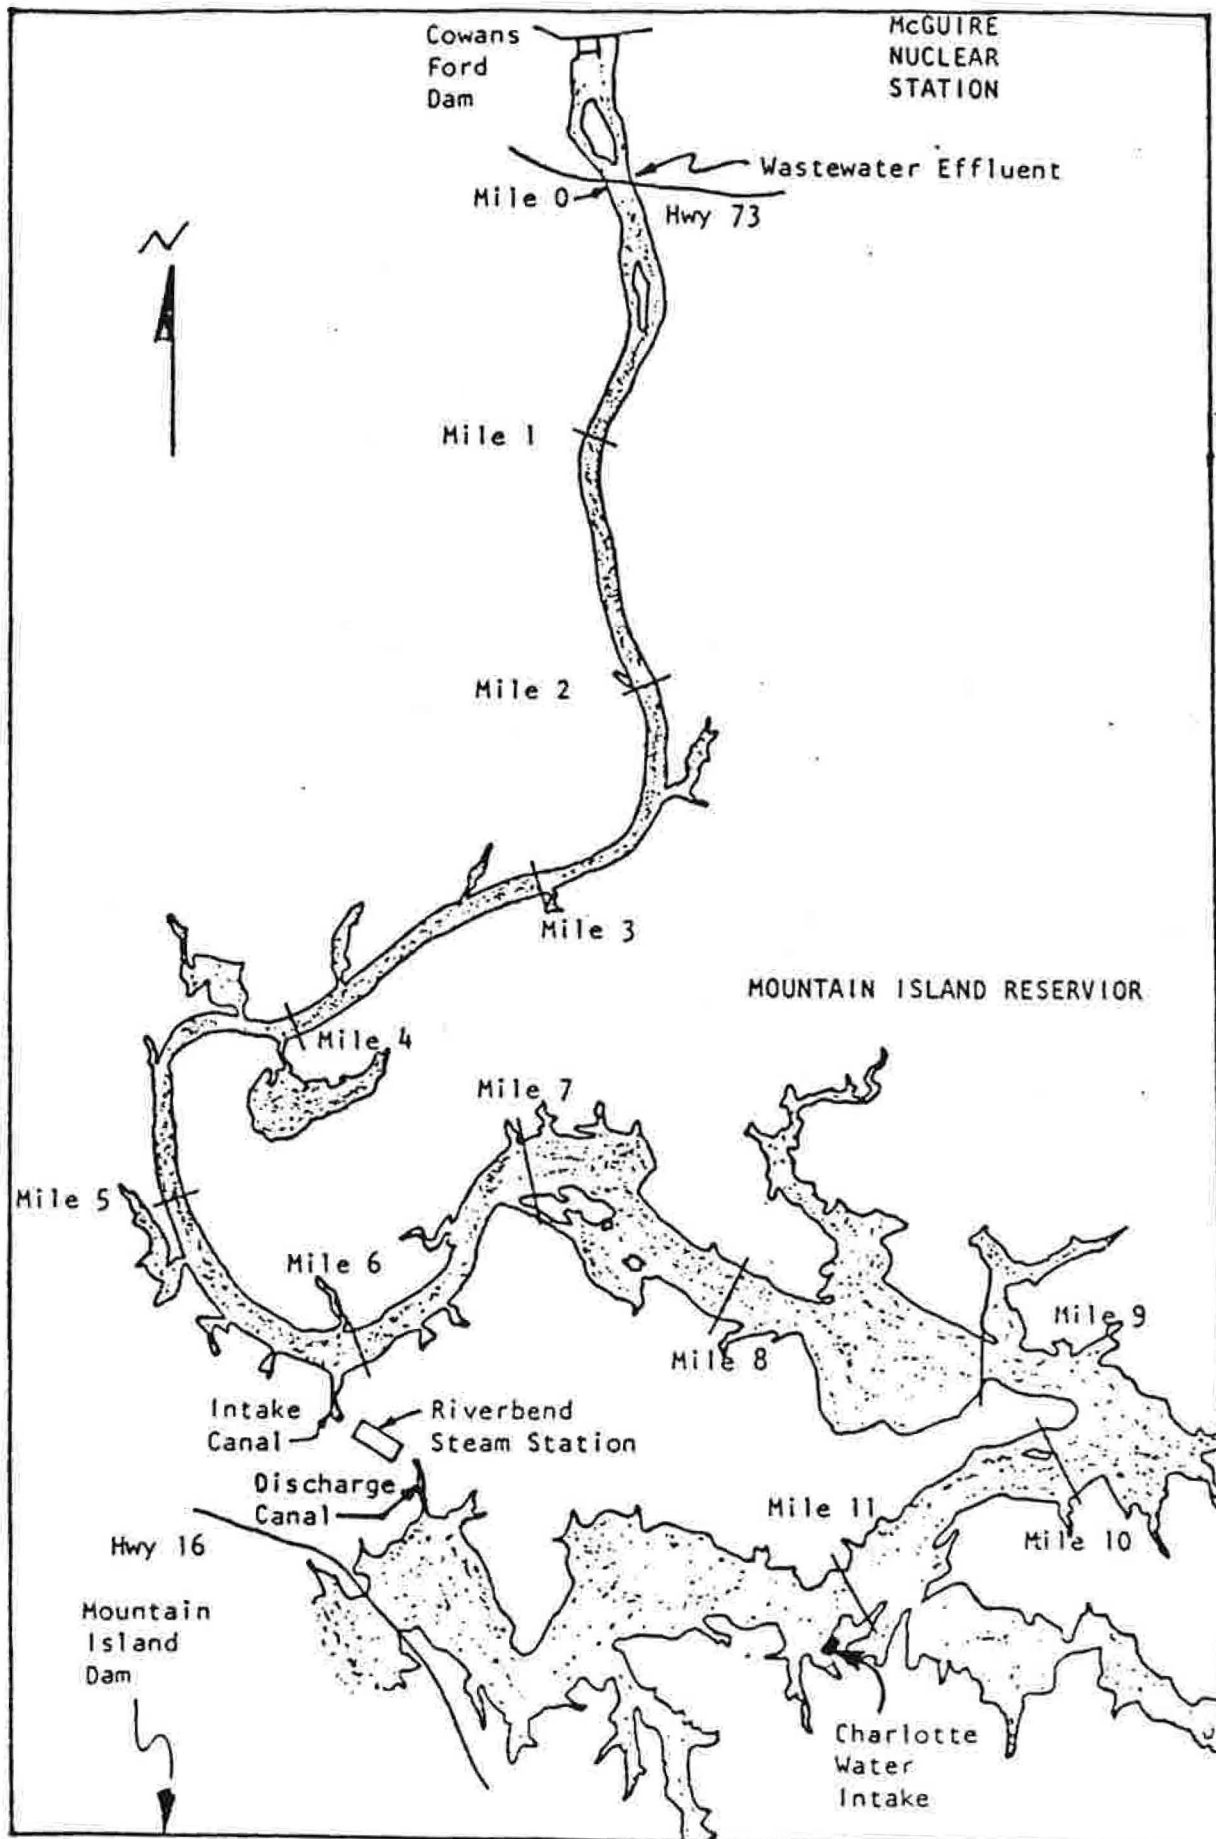 Cowans
Ford
Dam
McGUIRE
NUCLEAR
STATION
Wastewater Effluent
Mile 0
Hwy 73
N
Mile 1
Mile 2
Mile 3
MOUNTAIN ISLAND RESERVIOR
Mile 4
Mile 7
Mile 5
Mile 6
Mile 9
Mile 8
Intake
Canal
Riverbend
Steam Station
Discharge
Canal
Mile 11
Mile 10
Hwy 16
Mountain
Island
Dam
Charlotte
Water
Intake